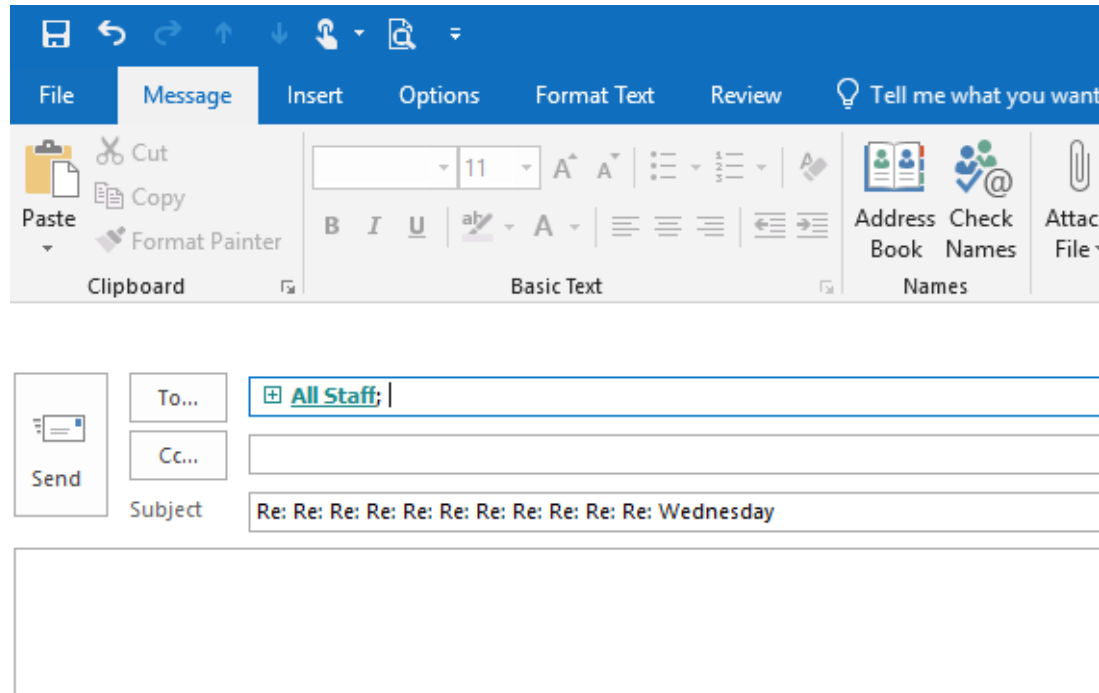 File Message Insert Options Format Text Review Tell me what you want
Cut
Copy
Paste
Format Painter
Clipboard
11
B I U
Basic Text
Address Book
Check Names
Names
Attac
File
To... All Staff;
Cc...
Send
Subject Re: Re: Re: Re: Re: Re: Re: Re: Re: Re: Re: Wednesday